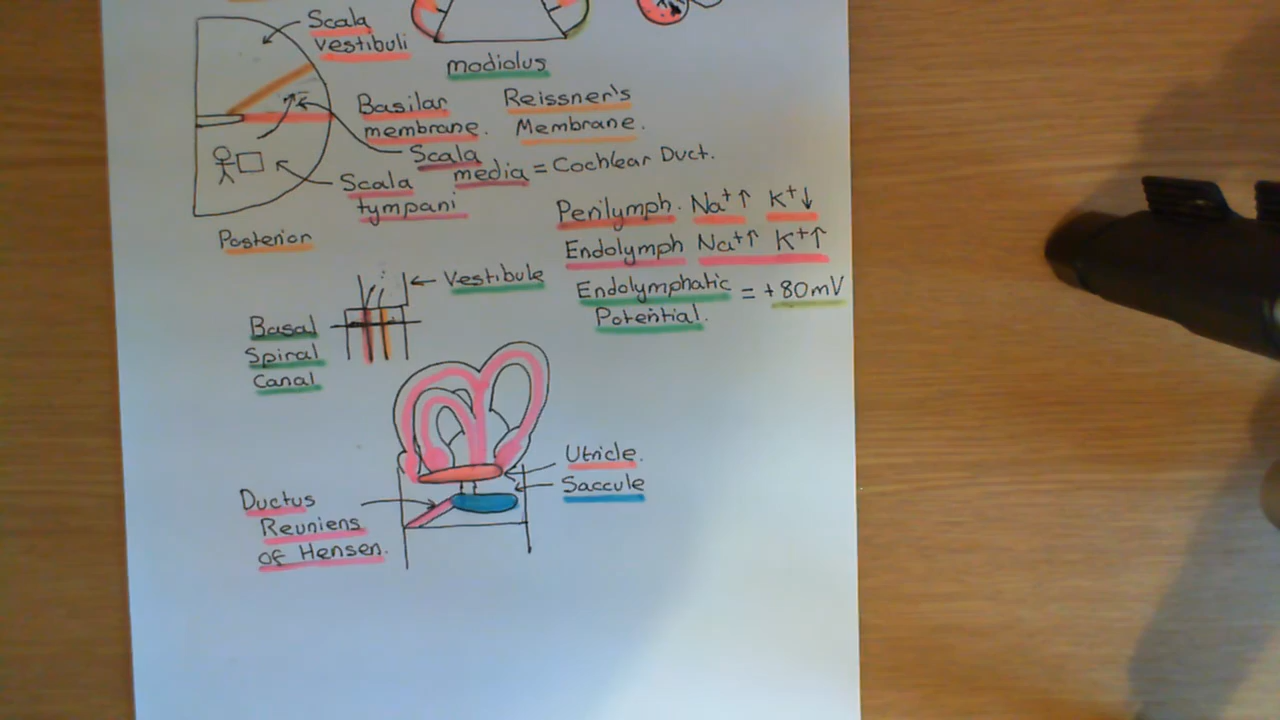 Scala
vestibuli
modiolus
Basilar
membrane.
Reissner's
Membrane.
Scala
media = Cochlear Duct.
Scala
tympani
Posterior
Perilymph. Na+↑ K+↓
Endolymph Na+↑ K+↑
Endolymphatic = +80mV
Potential.
← Vestibule
Basal
Spiral
Canal
Utricle.
Saccule
Ductus
Reuniens
of Hensen.